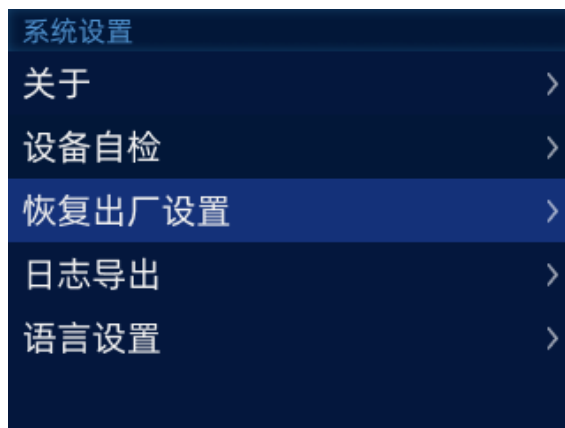 系统设置
关于
设备自检
恢复出厂设置
日志导出
语言设置